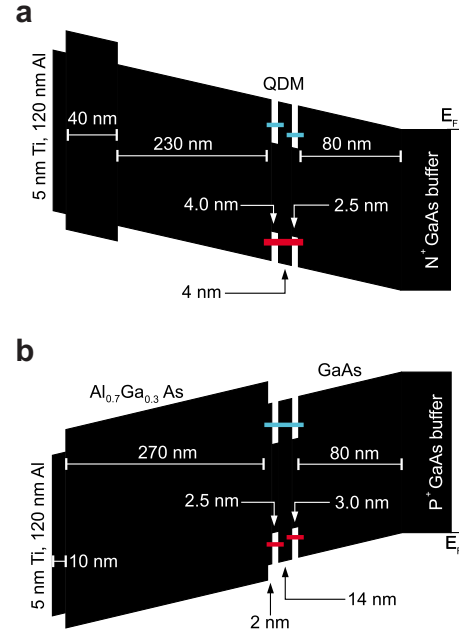 a
5 nm Ti, 120 nm Al
40 nm
230 nm
QDM
80 nm
E_F
N⁺ GaAs buffer
4.0 nm
2.5 nm
4 nm
b
Al₀.₇Ga₀.₃ As
GaAs
5 nm Ti, 120 nm Al
270 nm
80 nm
P⁺ GaAs buffer
2.5 nm
3.0 nm
E_F
10 nm
14 nm
2 nm